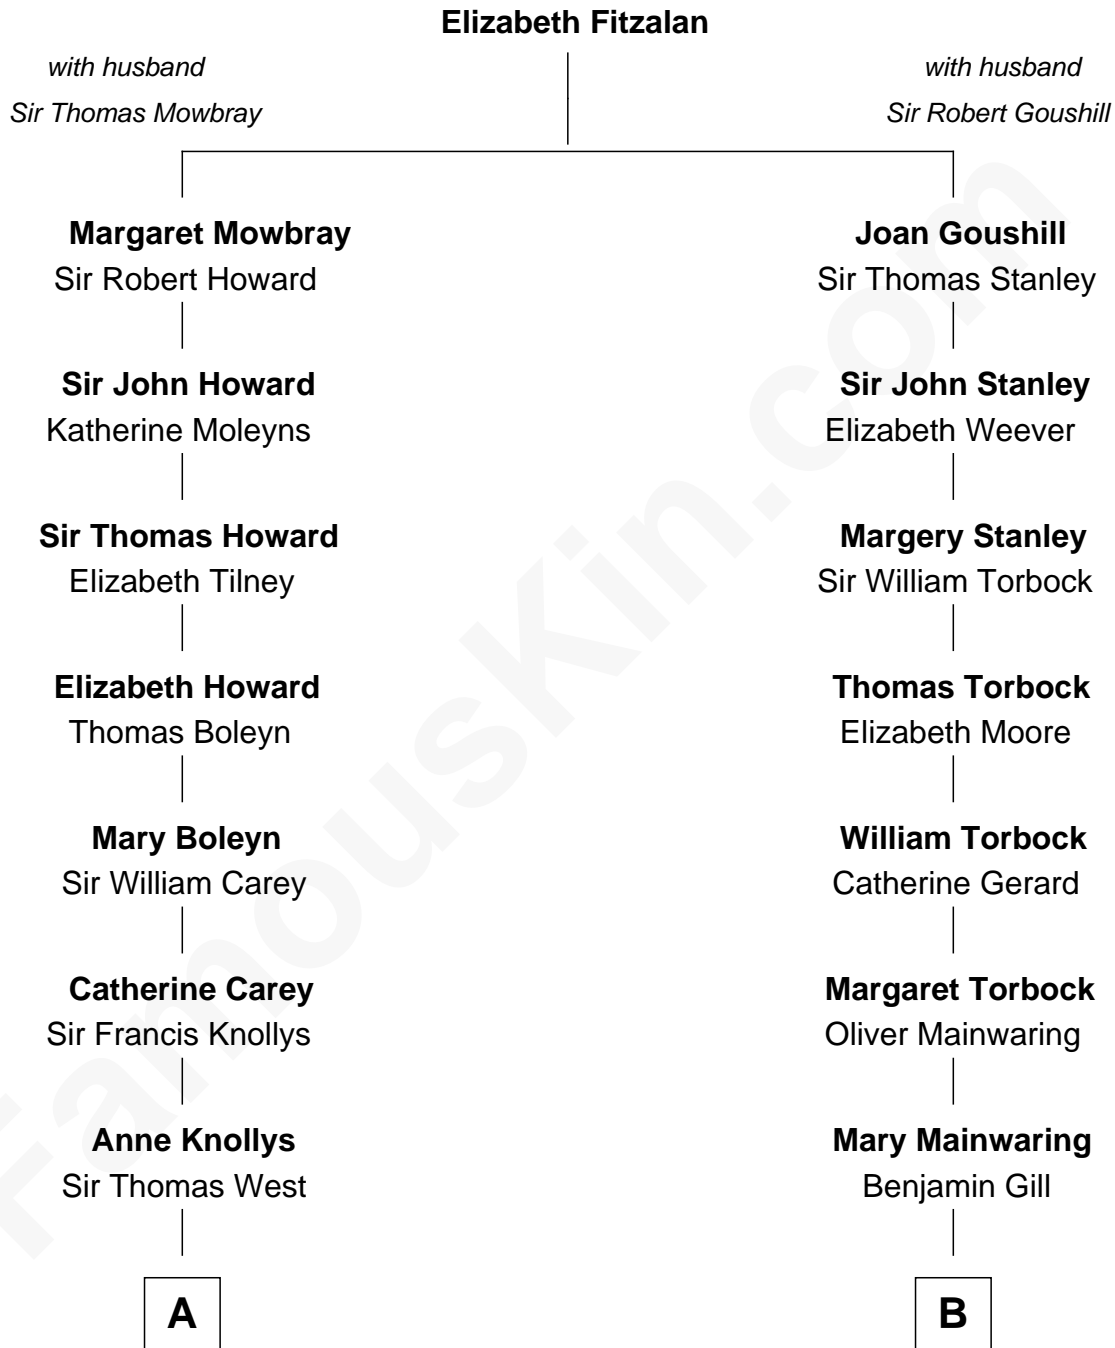 Elizabeth Fitzalan
with husband
Sir Thomas Mowbray
with husband
Sir Robert Goushill
Margaret Mowbray
Sir Robert Howard
Joan Goushill
Sir Thomas Stanley
Sir John Howard
Katherine Moleyns
Sir John Stanley
Elizabeth Weever
Sir Thomas Howard
Elizabeth Tilney
Margery Stanley
Sir William Torbock
Elizabeth Howard
Thomas Boleyn
Thomas Torbock
Elizabeth Moore
Mary Boleyn
Sir William Carey
William Torbock
Catherine Gerard
Catherine Carey
Sir Francis Knollys
Margaret Torbock
Oliver Mainwaring
Anne Knollys
Sir Thomas West
Mary Mainwaring
Benjamin Gill
A
B
FamousKin.com